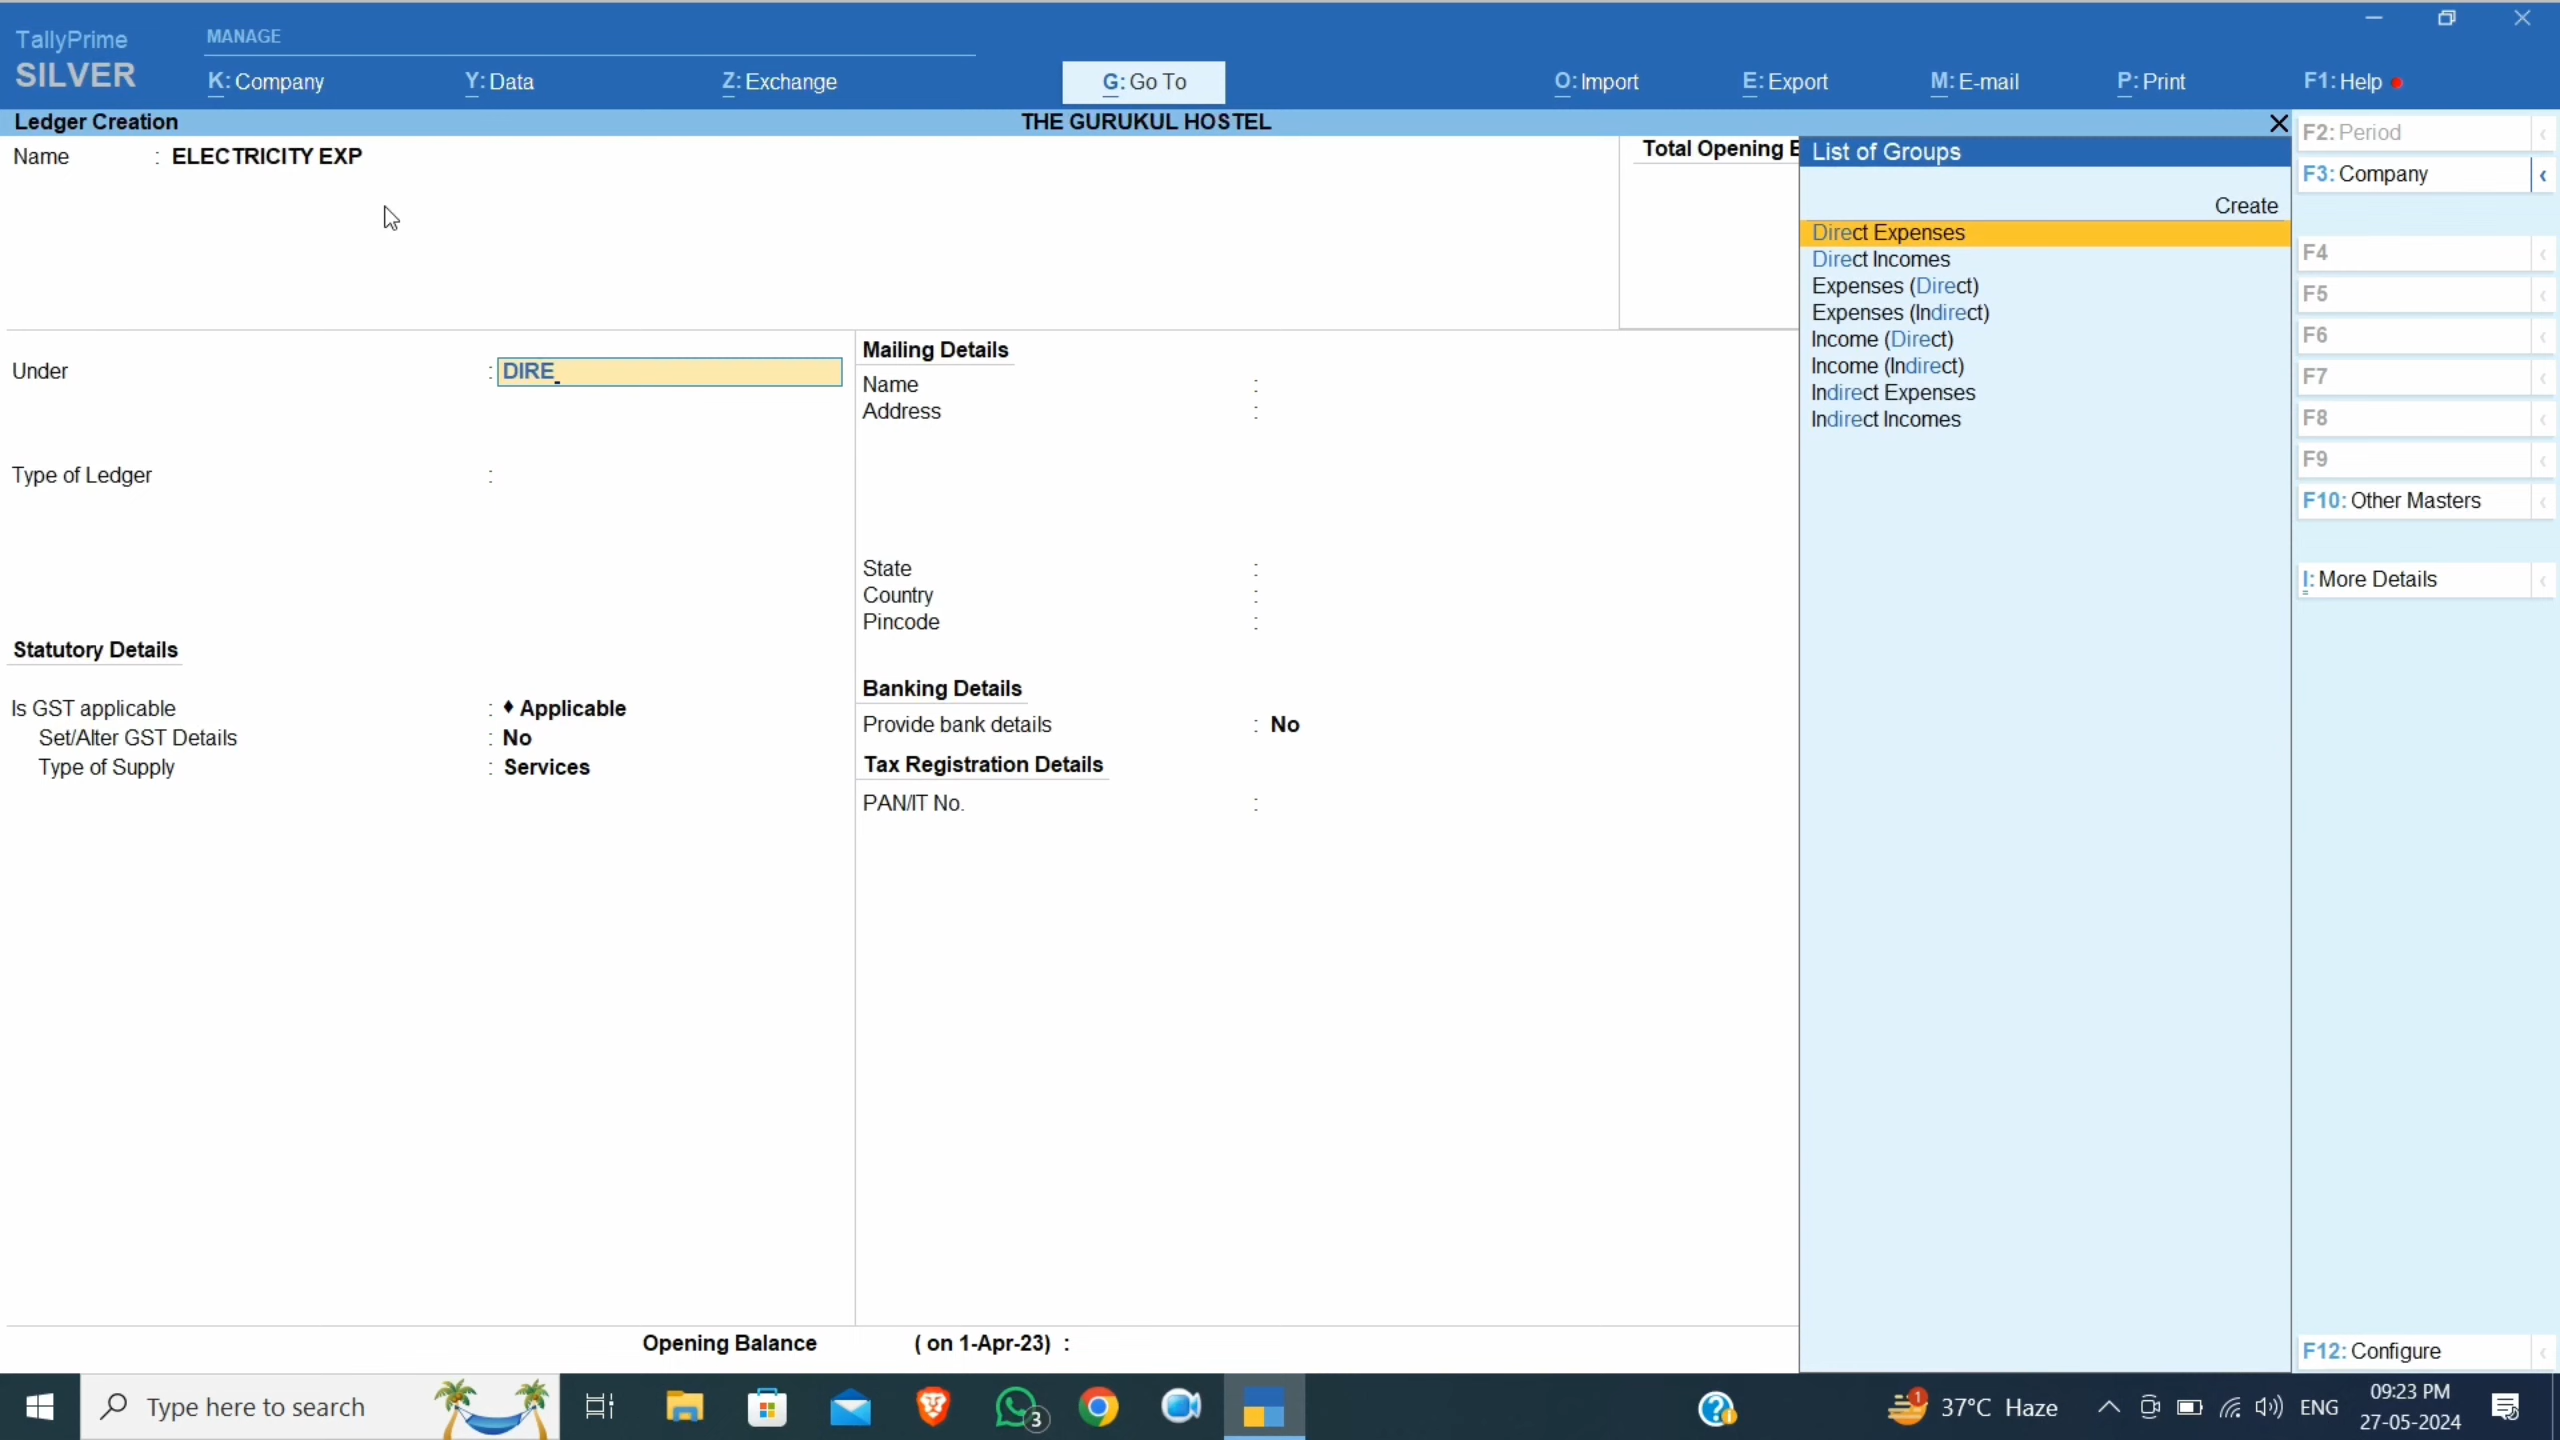 TallyPrime
SILVER
MANAGE
K: Company
Y: Data
Z: Exchange
G: Go To
O: Import
E: Export
M: E-mail
P: Print
F1: Help
Ledger Creation
THE GURUKUL HOSTEL
Name : ELECTRICITY EXP
Total Opening B
Under : DIRE
Type of Ledger :
Statutory Details
Is GST applicable : ♦ Applicable
Set/Alter GST Details : No
Type of Supply : Services
Mailing Details
Name :
Address :
State :
Country :
Pincode :
Banking Details
Provide bank details : No
Tax Registration Details
PAN/IT No. :
Opening Balance ( on 1-Apr-23) :
List of Groups
Create
Direct Expenses
Direct Incomes
Expenses (Direct)
Expenses (Indirect)
Income (Direct)
Income (Indirect)
Indirect Expenses
Indirect Incomes
F2: Period
F3: Company
F4
F5
F6
F7
F8
F9
F10: Other Masters
I: More Details
F12: Configure
Type here to search
3
1
37°C Haze
ENG
09:23 PM
27-05-2024